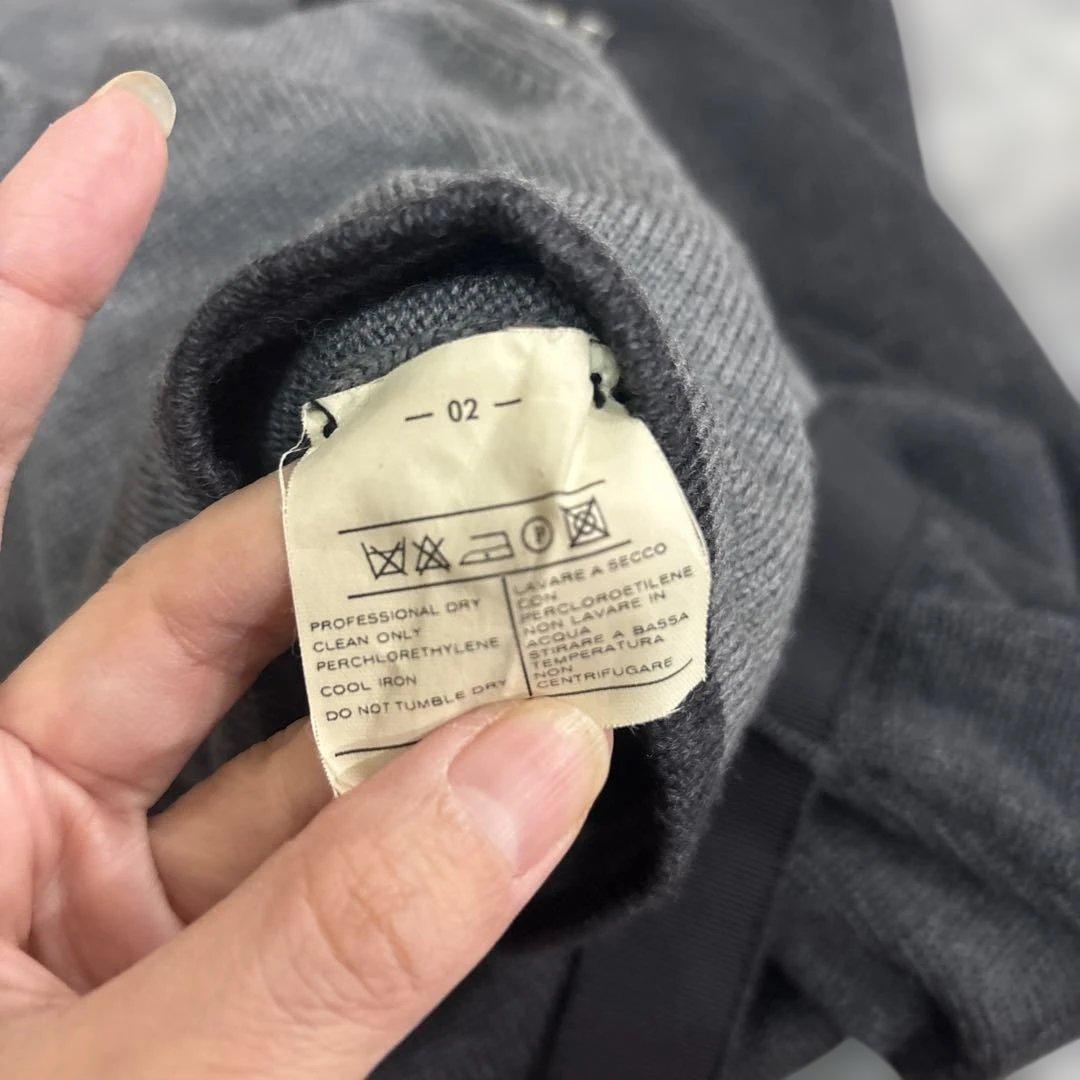 — 02 —
P
PROFESSIONAL DRY
CLEAN ONLY
PERCHLORETHYLENE
COOL IRON
DO NOT TUMBLE DRY
LAVARE A SECCO
CON
PERCLOROETILENE
NON LAVARE IN
ACQUA
STIRARE A BASSA
TEMPERATURA
NON
CENTRIFUGARE